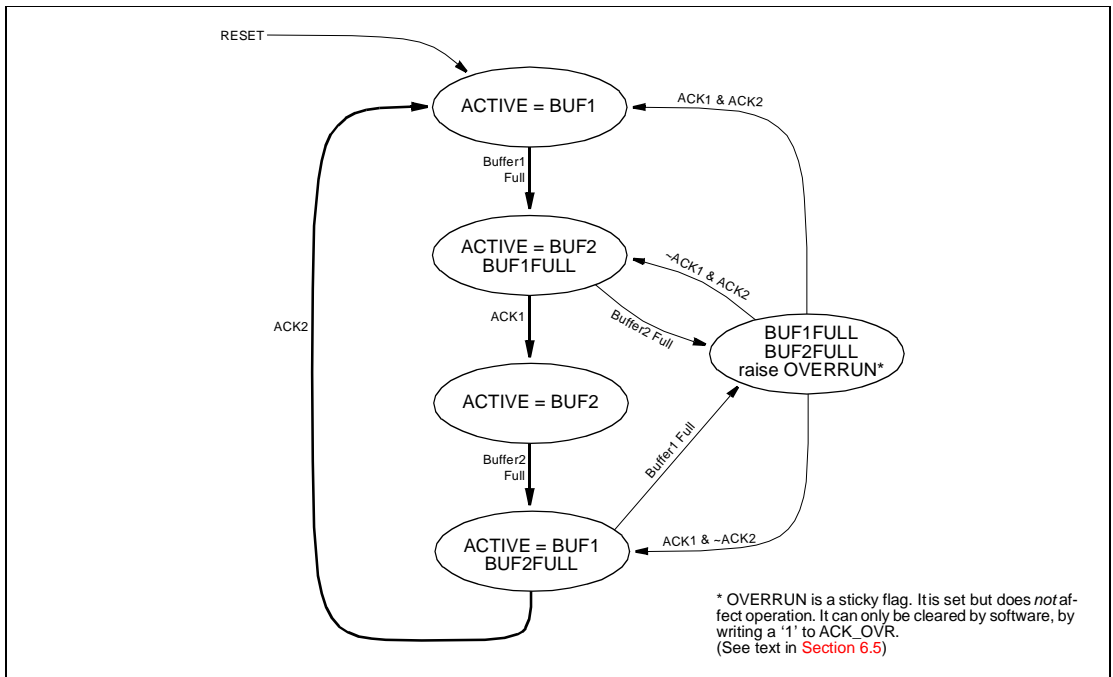 RESET
ACTIVE = BUF1
ACK1 & ACK2
Buffer1
Full
ACTIVE = BUF2
BUF1FULL
~ACK1 & ACK2
ACK2
ACK1
Buffer2 Full
BUF1FULL
BUF2FULL
raise OVERRUN*
ACTIVE = BUF2
Buffer2
Full
Buffer1 Full
ACTIVE = BUF1
BUF2FULL
ACK1 & ~ACK2
* OVERRUN is a sticky flag. It is set but does not af-
fect operation. It can only be cleared by software, by
writing a ‘1’ to ACK_OVR.
(See text in Section 6.5)